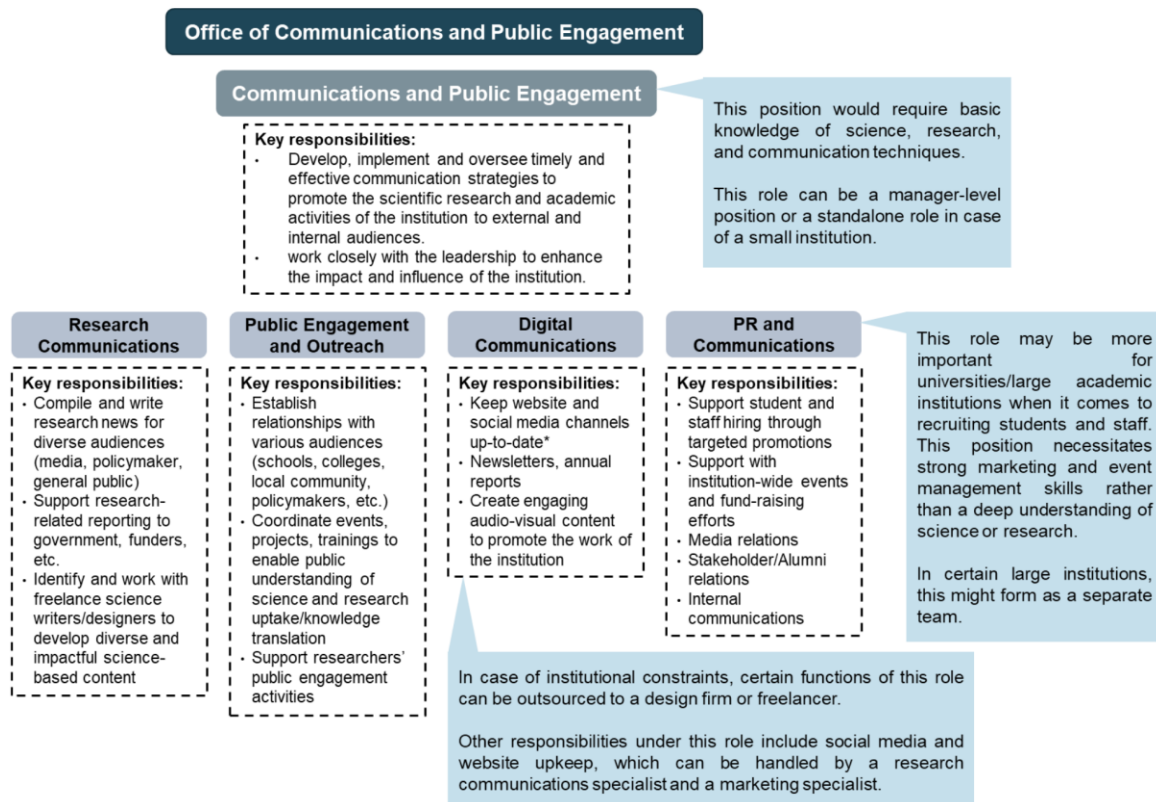 Office of Communications and Public Engagement
Communications and Public Engagement
Key responsibilities:
• Develop, implement and oversee timely and
effective communication strategies to
promote the scientific research and academic
activities of the institution to external and
internal audiences.
• work closely with the leadership to enhance
the impact and influence of the institution.
This position would require basic
knowledge of science, research,
and communication techniques.
This role can be a manager-level
position or a standalone role in case
of a small institution.
Research
Communications
Key responsibilities:
• Compile and write
research news for
diverse audiences
(media, policymaker,
general public)
• Support research-
related reporting to
government, funders,
etc.
• Identify and work with
freelance science
writers/designers to
develop diverse and
impactful science-
based content
Public Engagement
and Outreach
Key responsibilities:
• Establish
relationships with
various audiences
(schools, colleges,
local community,
policymakers, etc.)
• Coordinate events,
projects, trainings to
enable public
understanding of
science and research
uptake/knowledge
translation
• Support researchers'
public engagement
activities
Digital
Communications
Key responsibilities:
• Keep website and
social media channels
up-to-date*
• Newsletters, annual
reports
• Create engaging
audio-visual content
to promote the work of
the institution
PR and
Communications
Key responsibilities:
• Support student and
staff hiring through
targeted promotions
• Support with
institution-wide events
and fund-raising
efforts
• Media relations
• Stakeholder/Alumni
relations
• Internal
communications
This role may be more
important for
universities/large academic
institutions when it comes to
recruiting students and staff.
This position necessitates
strong marketing and event
management skills rather
than a deep understanding of
science or research.
In certain large institutions,
this might form as a separate
team.
In case of institutional constraints, certain functions of this role
can be outsourced to a design firm or freelancer.
Other responsibilities under this role include social media and
website upkeep, which can be handled by a research
communications specialist and a marketing specialist.